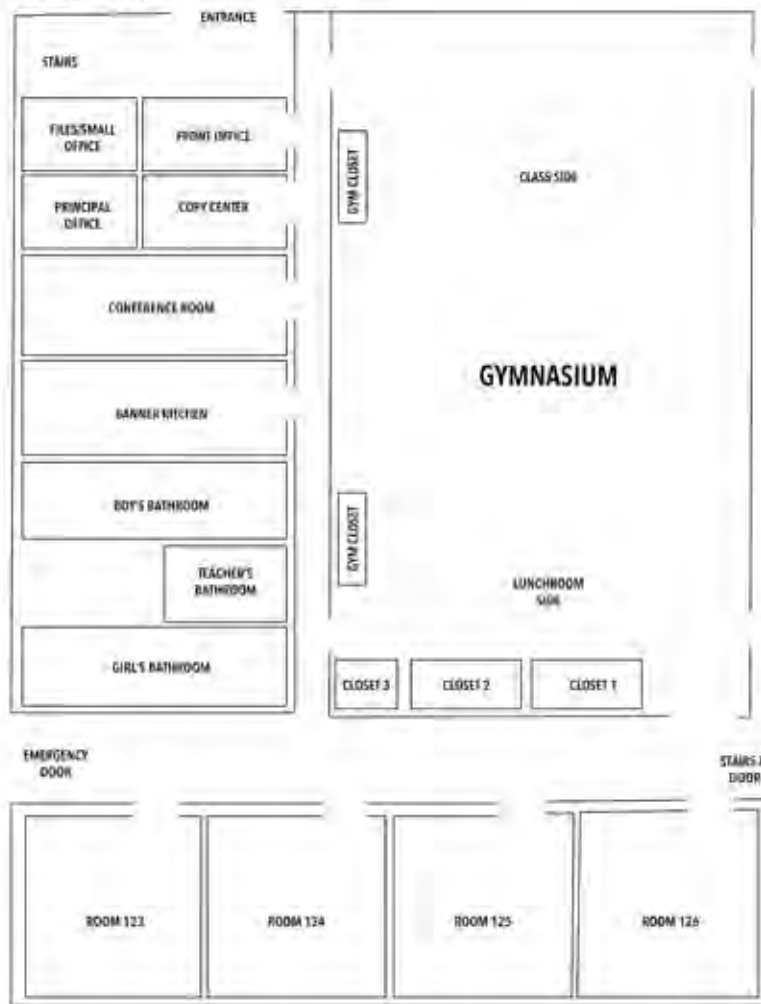 ENTRANCE
STAIRS
FILES/SMALL
OFFICE
FRONT OFFICE
PRINCIPAL
OFFICE
COPY CENTER
GYM CLOSET
CLASS SIDE
CONFERENCE ROOM
GYMNASIUM
BANNER KITCHEN
BOY'S BATHROOM
GYM CLOSET
TEACHER'S
BATHROOM
LUNCHROOM
SIDE
GIRL'S BATHROOM
CLOSET 3
CLOSET 2
CLOSET 1
EMERGENCY
DOOR
STAIRS
DOOR
ROOM 123
ROOM 124
ROOM 125
ROOM 126